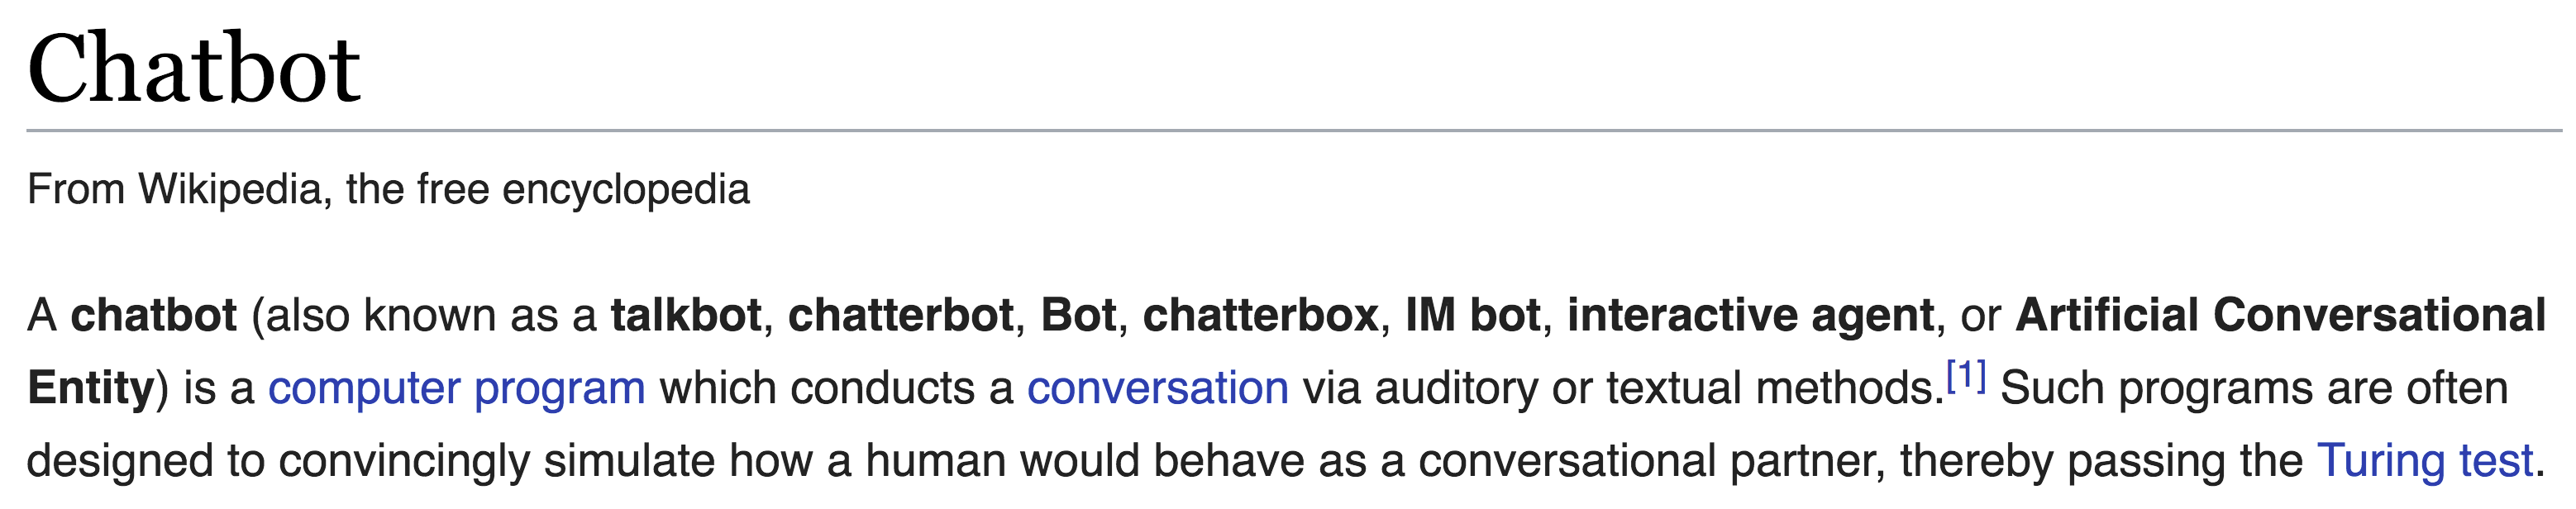 Chatbot
From Wikipedia, the free encyclopedia
A chatbot (also known as a talkbot, chatterbot, Bot, chatterbox, IM bot, interactive agent, or Artificial Conversational
Entity) is a computer program which conducts a conversation via auditory or textual methods.[1] Such programs are often
designed to convincingly simulate how a human would behave as a conversational partner, thereby passing the Turing test.